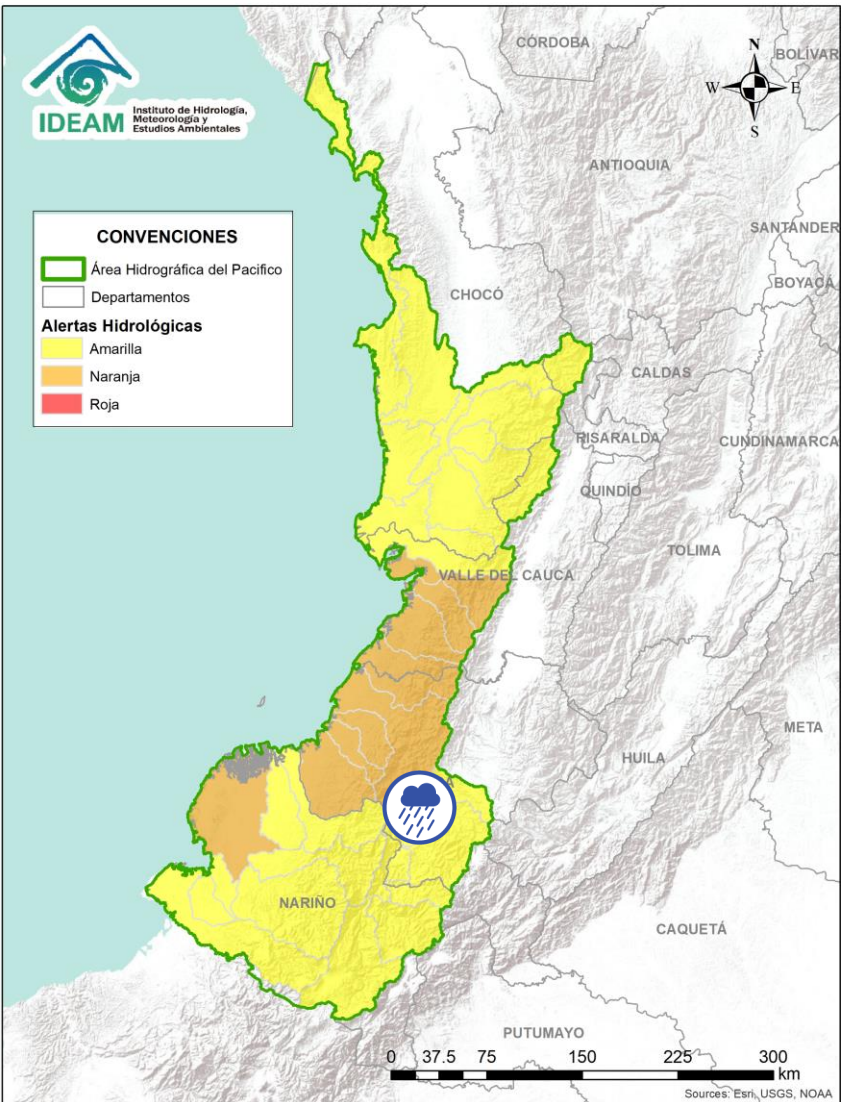 IDEAM
Instituto de Hidrología,
Meteorología y
Estudios Ambientales
N
W
E
S
CÓRDOBA
BOLÍVAR
ANTIOQUIA
SANTANDER
BOYACÁ
CHOCÓ
CONVENCIONES
Área Hidrográfica del Pacifico
Departamentos
Alertas Hidrológicas
Amarilla
Naranja
Roja
CALDAS
RISARALDA
CUNDINAMARCA
QUINDÍO
TOLIMA
VALLE DEL CAUCA
META
HUILA
NARIÑO
CAQUETÁ
PUTUMAYO
0 37.5 75 150 225 300
km
Sources: Esri, USGS, NOAA